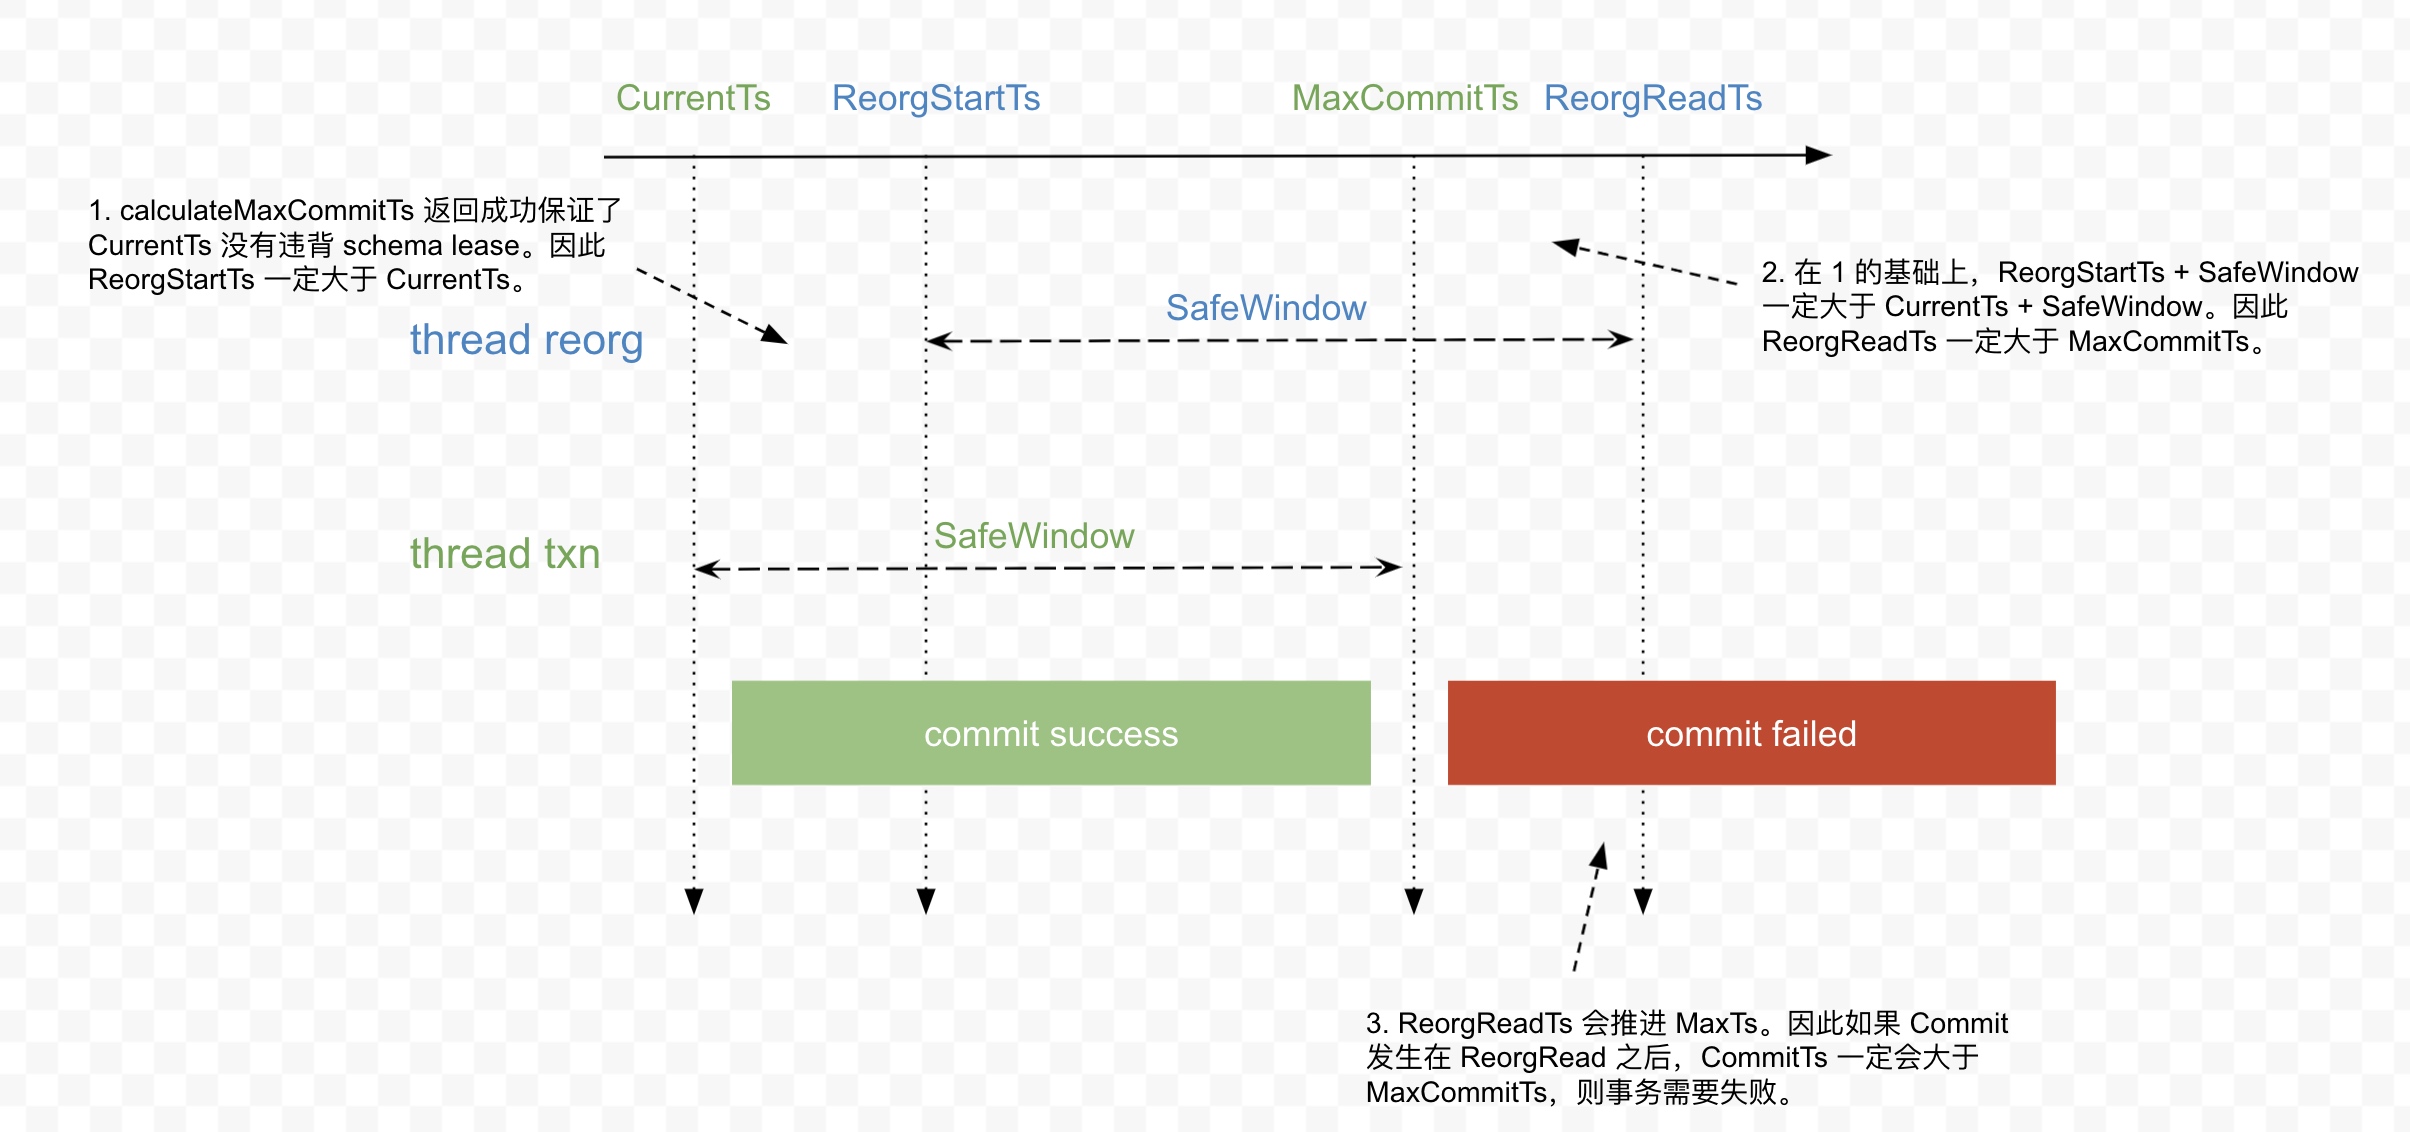 CurrentTs
ReorgStartTs
MaxCommitTs
ReorgReadTs
1. calculateMaxCommitTs 返回成功保证了
CurrentTs 没有违背 schema lease。因此
ReorgStartTs 一定大于 CurrentTs。
2. 在 1 的基础上，ReorgStartTs + SafeWindow
一定大于 CurrentTs + SafeWindow。因此
ReorgReadTs 一定大于 MaxCommitTs。
SafeWindow
thread reorg
SafeWindow
thread txn
commit success
commit failed
3. ReorgReadTs 会推进 MaxTs。因此如果 Commit
发生在 ReorgRead 之后，CommitTs 一定会大于
MaxCommitTs，则事务需要失败。